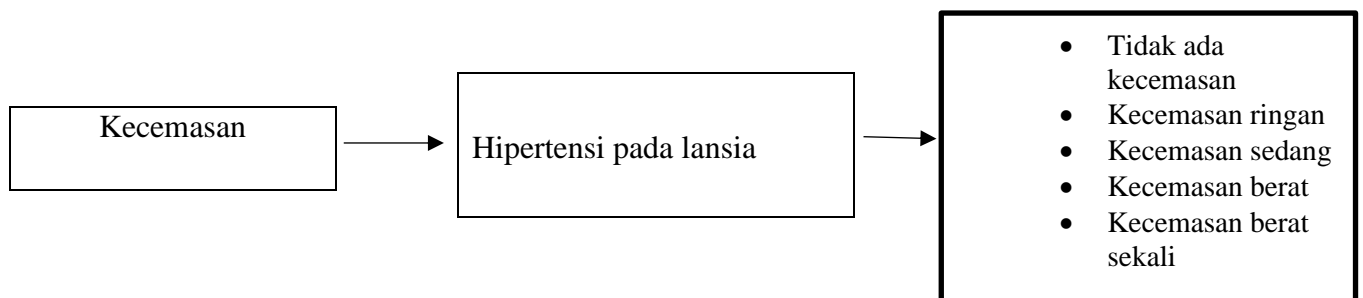 Kecemasan
Hipertensi pada lansia
• Tidak ada
kecemasan
• Kecemasan ringan
• Kecemasan sedang
• Kecemasan berat
• Kecemasan berat
sekali